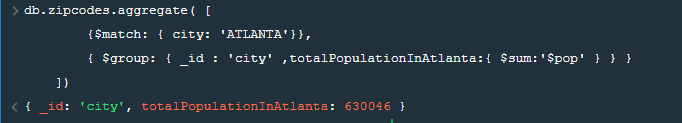 > db.zipcodes.aggregate( [
{$match: { city: 'ATLANTA'}},
{ $group: { _id : 'city' ,totalPopulationInAtlanta:{ $sum:'$pop' } } }
])
< { _id: 'city', totalPopulationInAtlanta: 630046 }